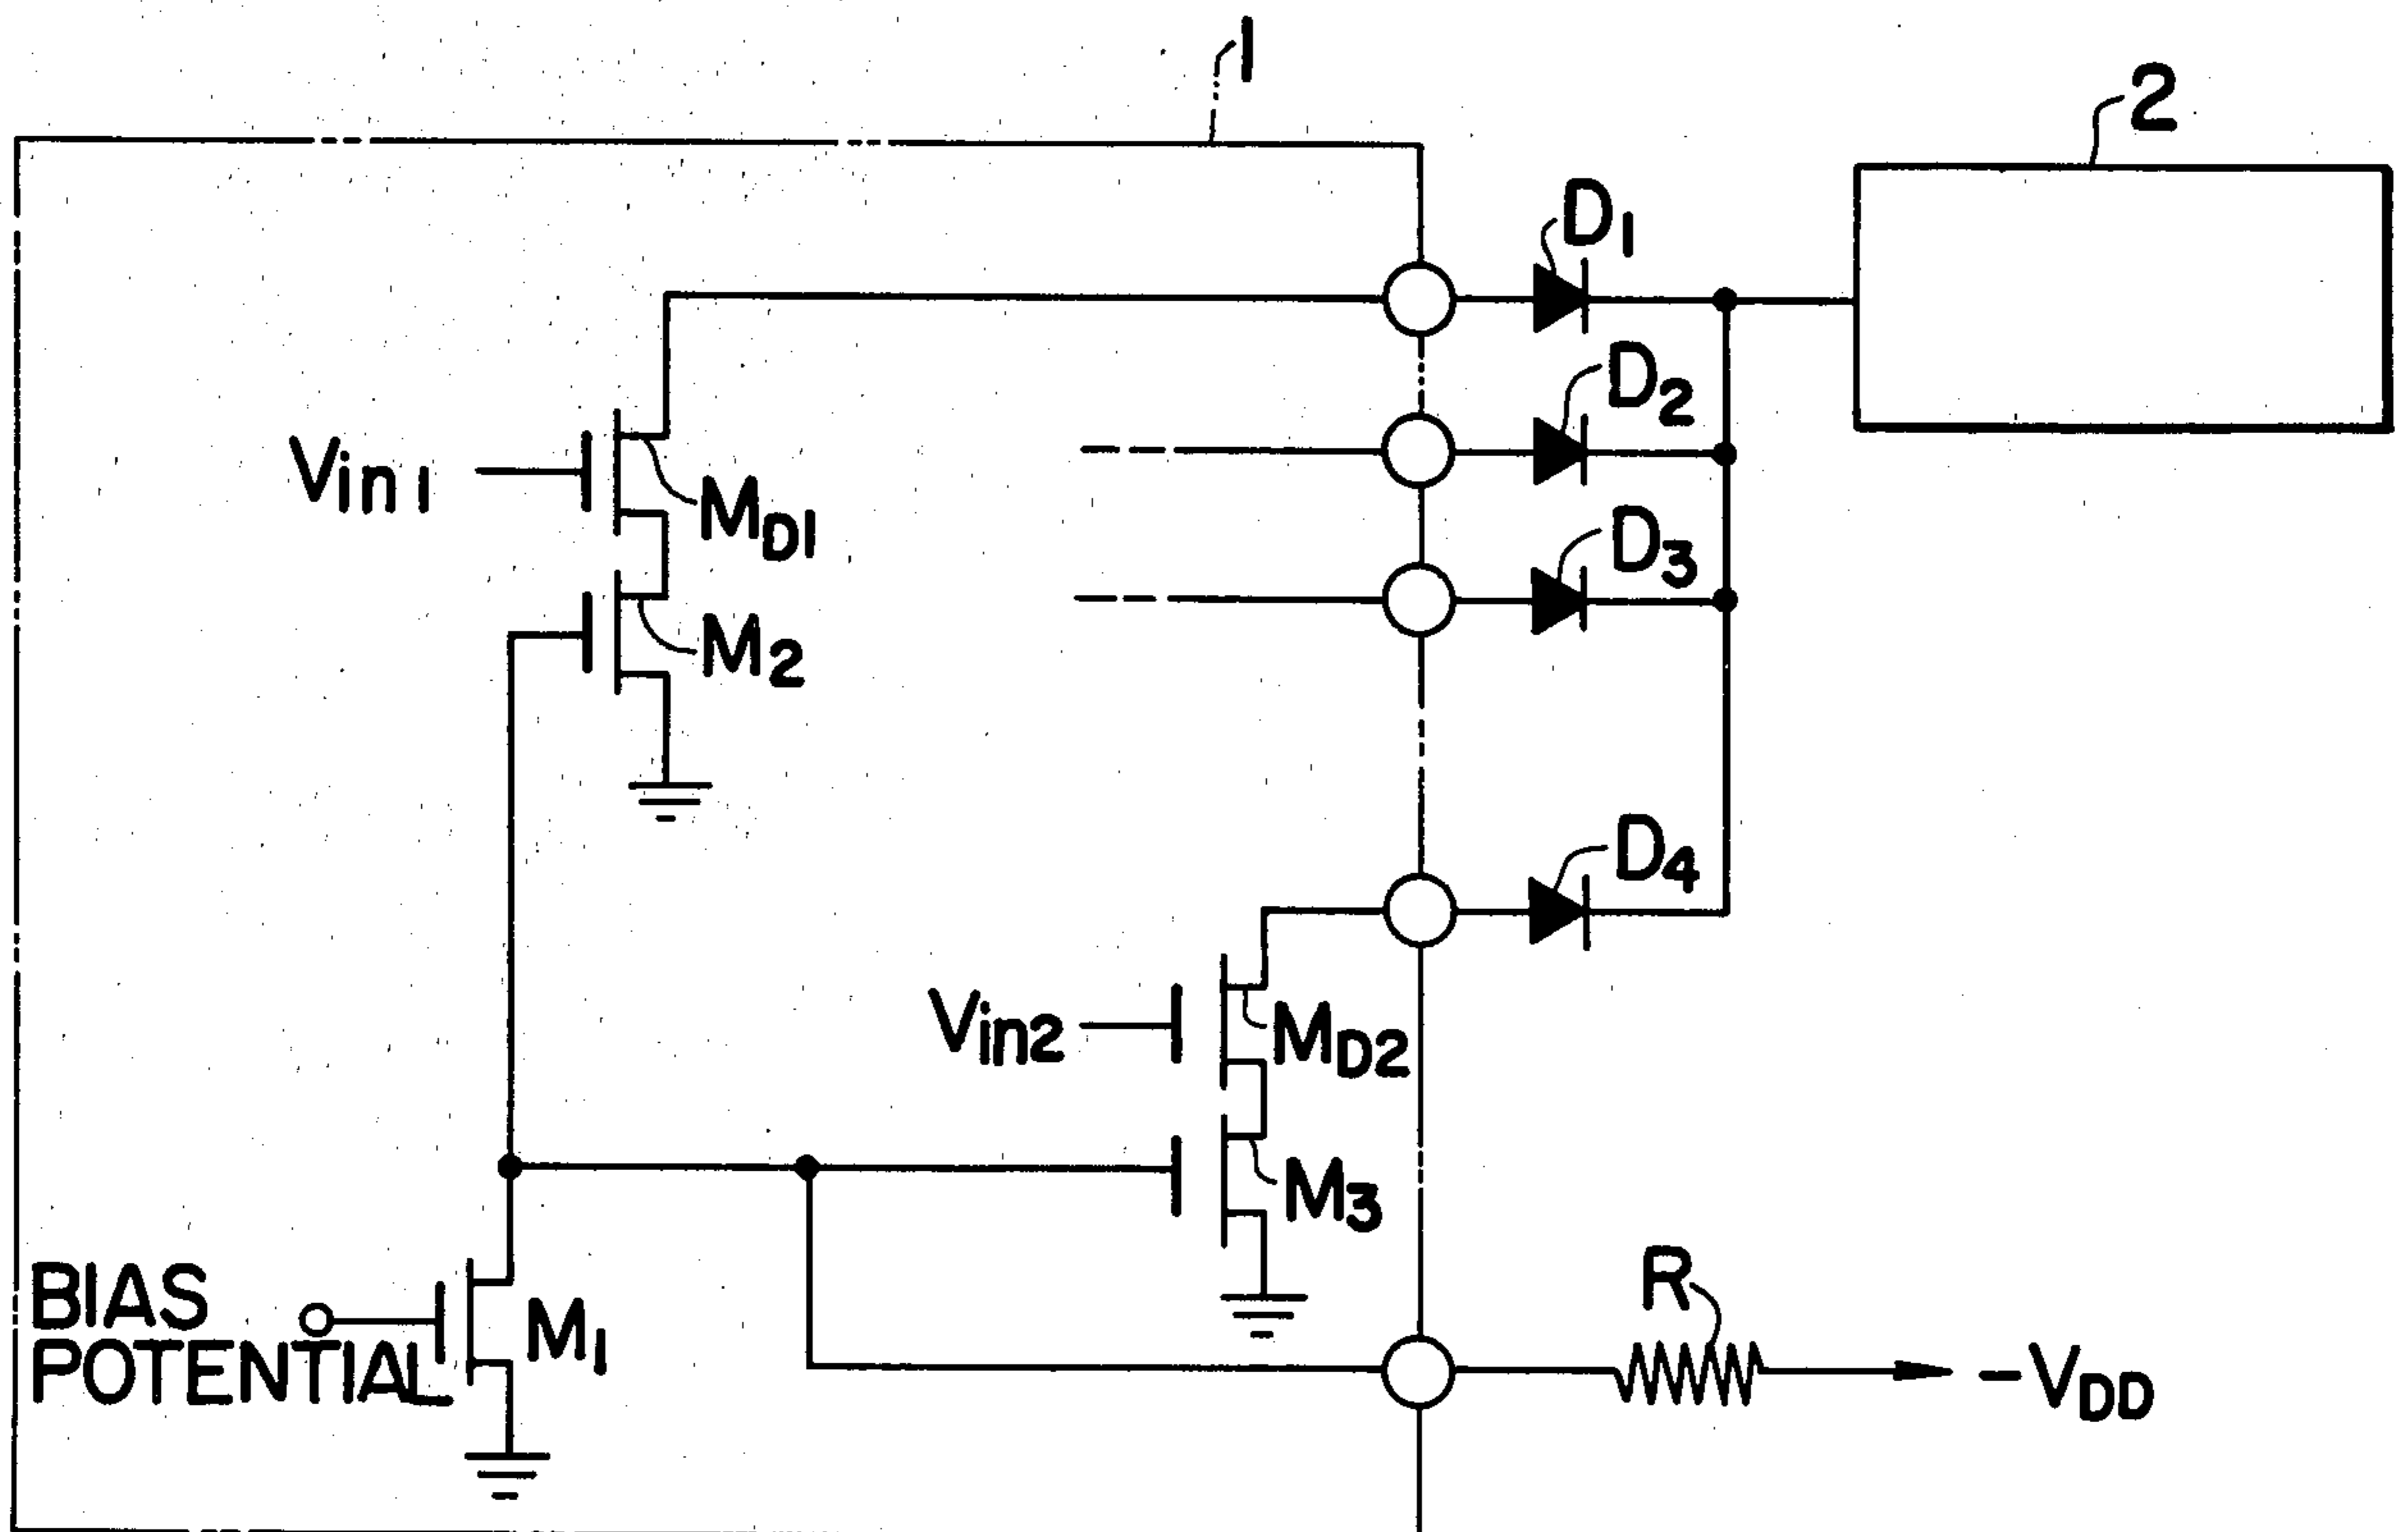 1
2
D1
D2
Vin1
MD1
D3
M2
D4
Vin2
MD2
M3
BIAS
POTENTIAL
M1
R
-VDD